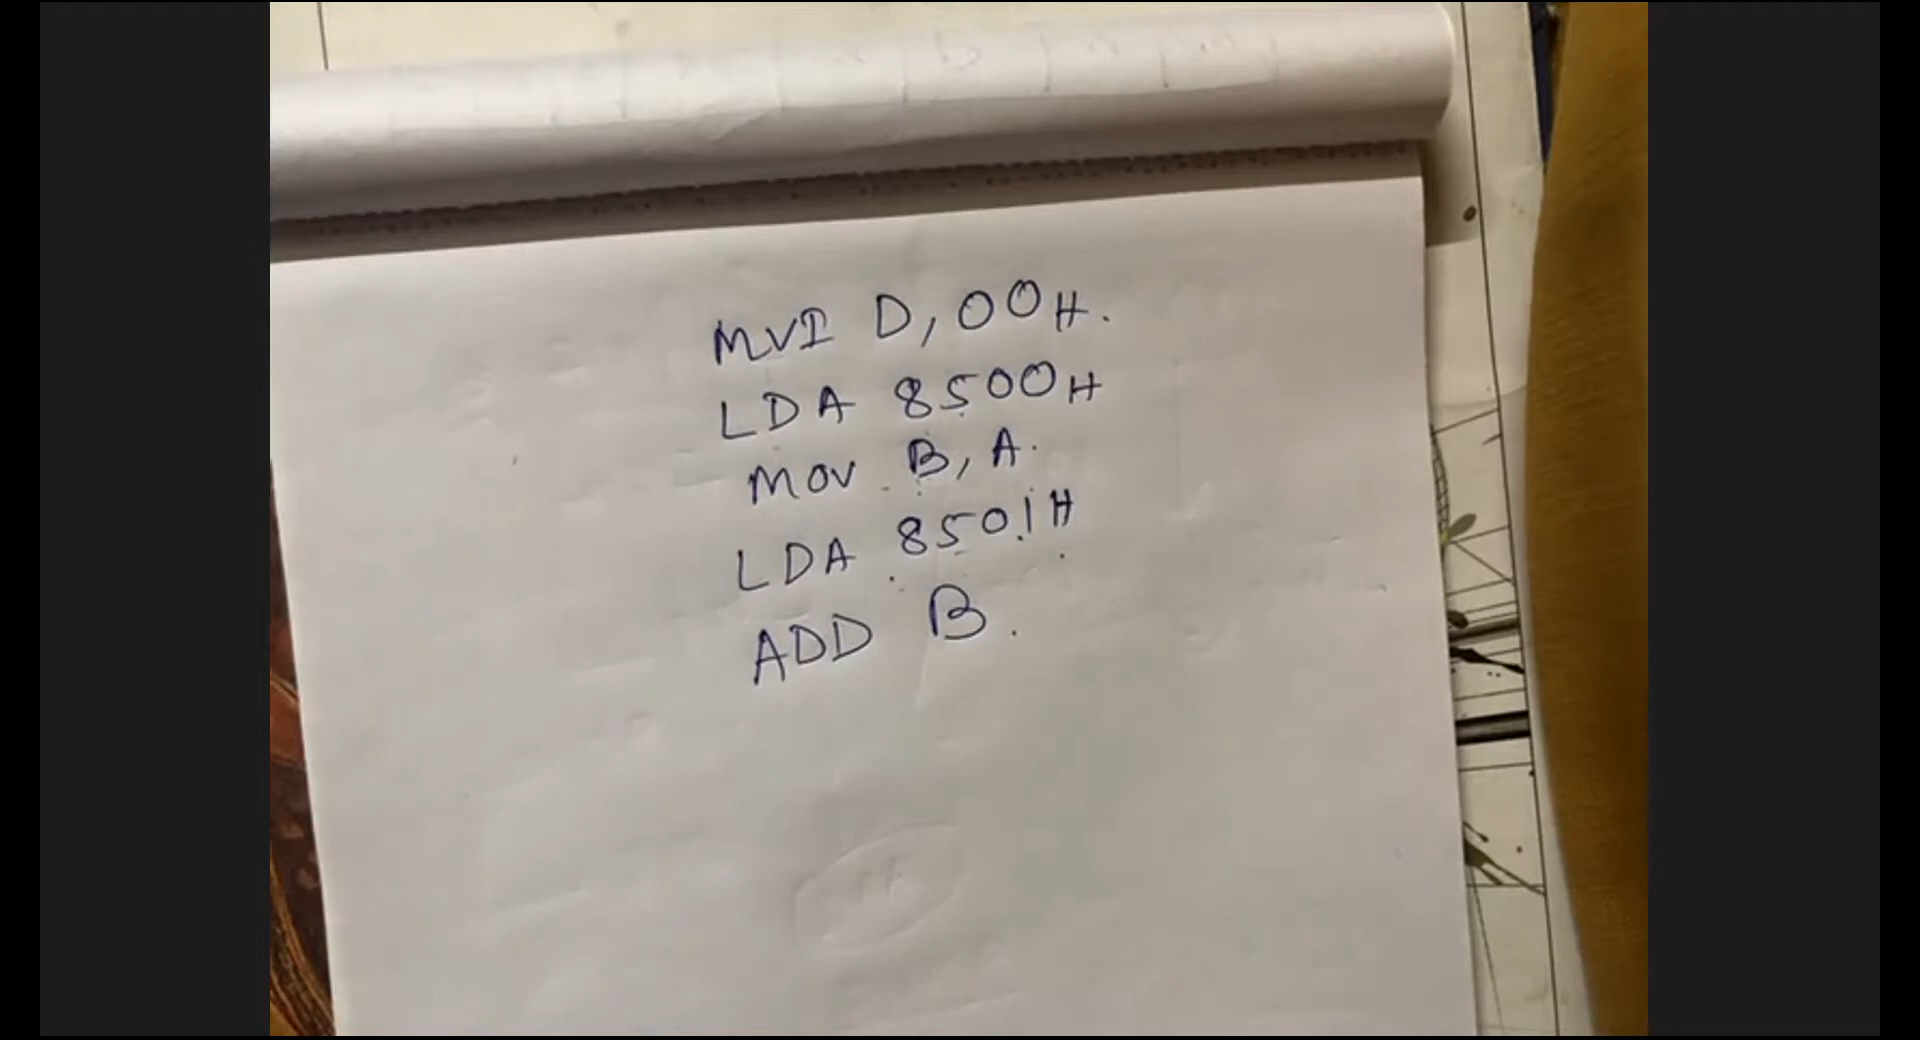 MVI D, 00H.
LDA 8500H
MOV B, A.
LDA 8501H
ADD B.